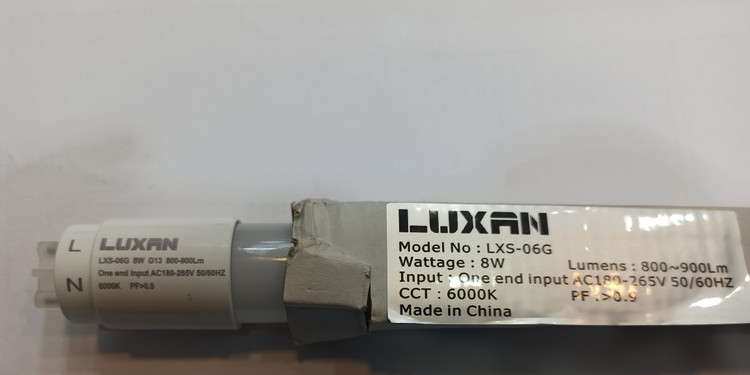 L
N
LUXAN
LXS-06G 8W G13 800-900Lm
One end input AC180-265V 50/60HZ
6000K PF>0.9
LUXAN
Model No : LXS-06G
Wattage : 8W Lumens : 800~900Lm
Input : One end input AC180-265V 50/60HZ
CCT : 6000K PF :>0.9
Made in China